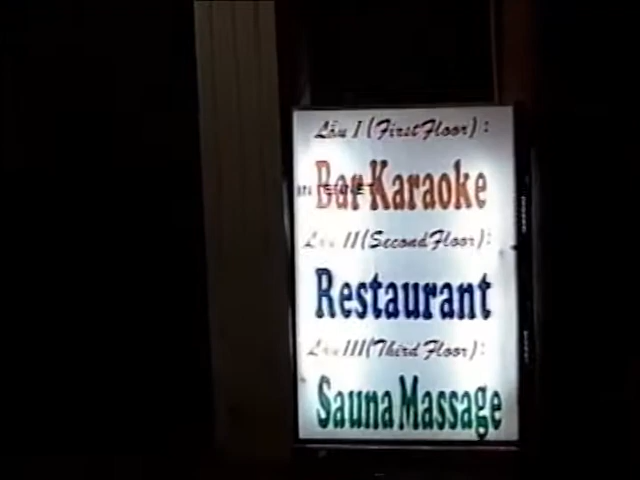 Lầu I (First Floor):
Bar Karaoke
Lầu II (Second Floor):
Restaurant
Lầu III (Third Floor):
Sauna Massage